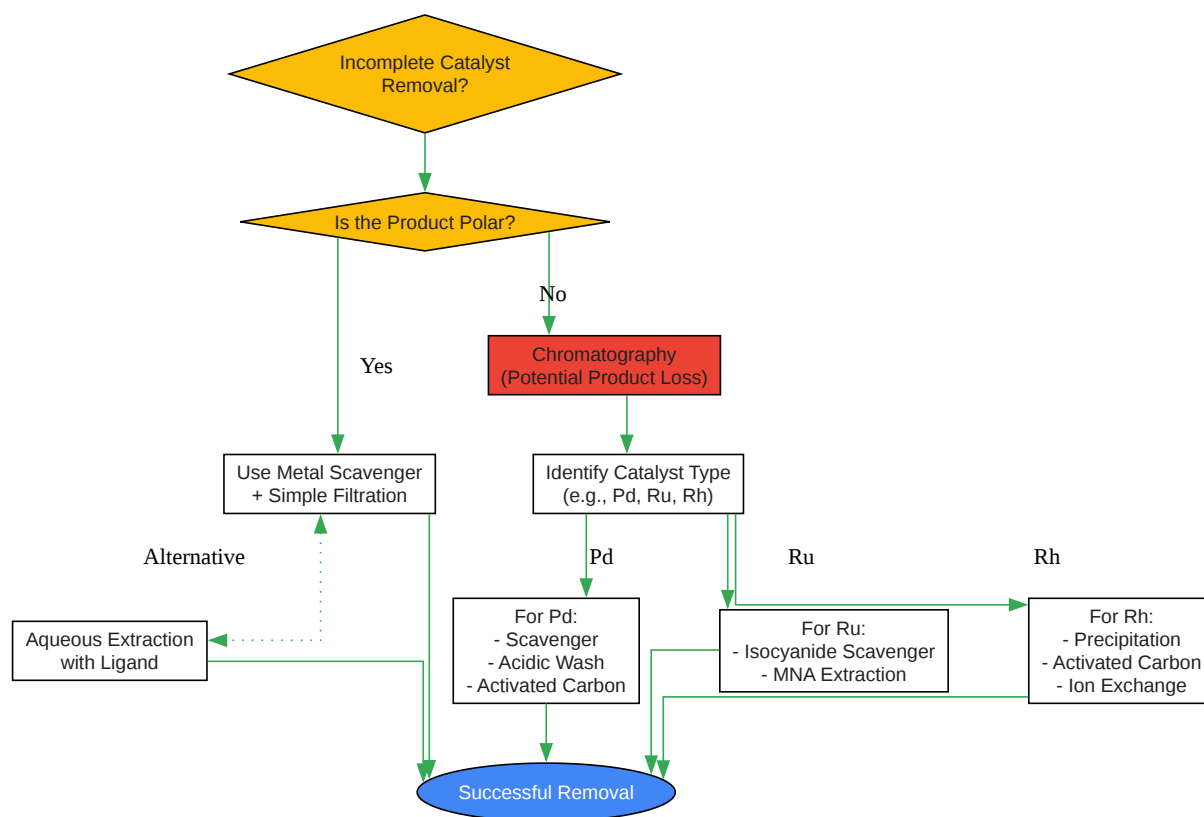 Incomplete Catalyst
Removal?
Is the Product Polar?
No
Yes
Chromatography
(Potential Product Loss)
Use Metal Scavenger
+ Simple Filtration
Identify Catalyst Type
(e.g., Pd, Ru, Rh)
Alternative
Pd
Ru
Rh
Aqueous Extraction
with Ligand
For Pd:
- Scavenger
- Acidic Wash
- Activated Carbon
For Ru:
- Isocyanide Scavenger
- MNA Extraction
For Rh:
- Precipitation
- Activated Carbon
- Ion Exchange
Successful Removal